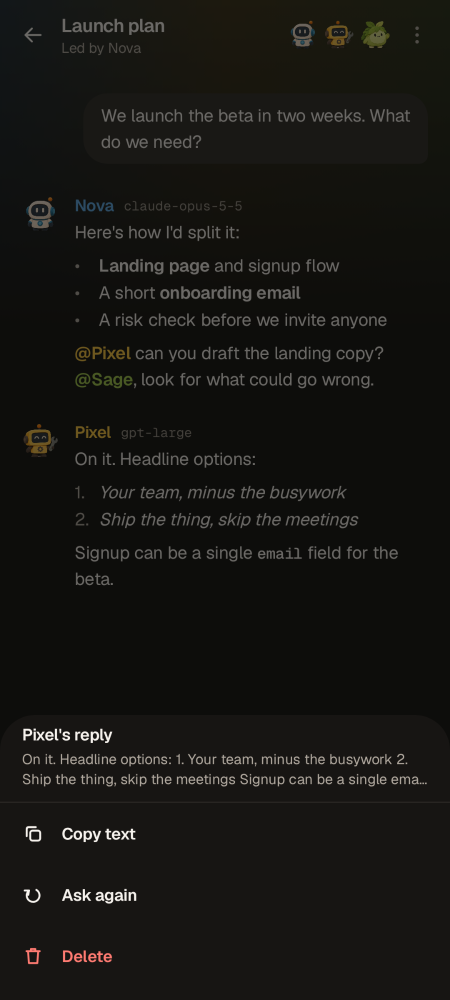 Launch plan
Led by Nova
We launch the beta in two weeks. What
do we need?
Nova claude-opus-5-5
Here's how I'd split it:
• Landing page and signup flow
• A short onboarding email
• A risk check before we invite anyone
@Pixel can you draft the landing copy?
@Sage, look for what could go wrong.
Pixel gpt-large
On it. Headline options:
1. Your team, minus the busywork
2. Ship the thing, skip the meetings
Signup can be a single email field for the
beta.
Pixel's reply
On it. Headline options: 1. Your team, minus the busywork 2.
Ship the thing, skip the meetings Signup can be a single ema...
Copy text
Ask again
Delete